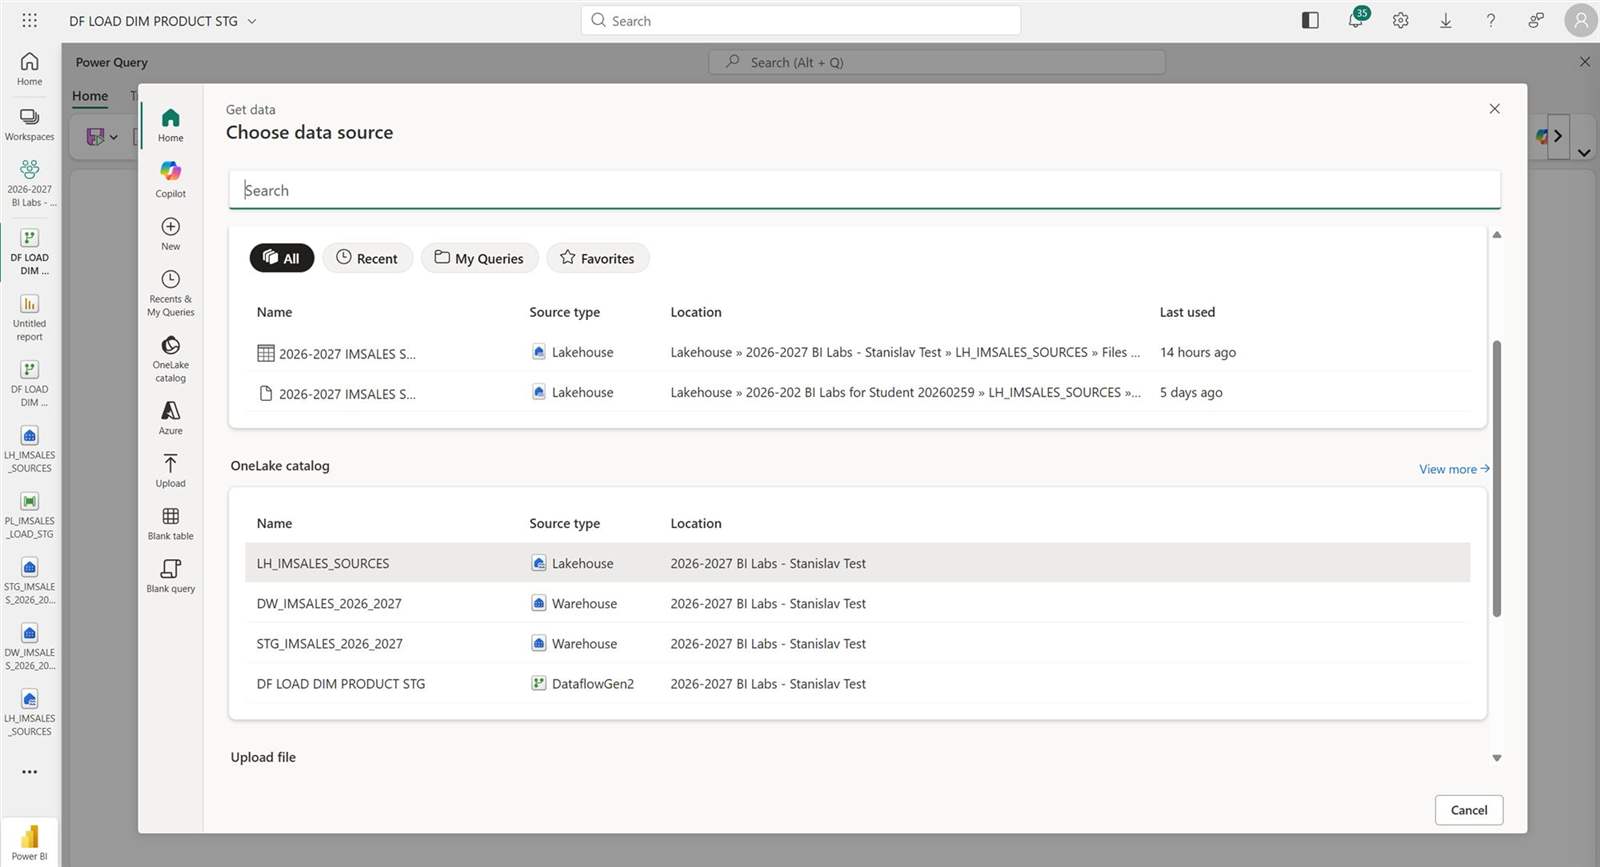 DF LOAD DIM PRODUCT STG
Search
35
?
Home
Workspaces
2026-2027
BI Labs - ...
DF LOAD
DIM ...
Untitled
report
DF LOAD
DIM ...
LH_IMSALES
_SOURCES
PL_IMSALES
_LOAD_STG
STG_IMSALE
S_2026_20...
DW_IMSALE
S_2026_20...
LH_IMSALES
_SOURCES
...
Power BI
Power Query
Search (Alt + Q)
Home
Home
Copilot
New
Recents &
My Queries
OneLake
catalog
Azure
Upload
Blank table
Blank query
Get data
Choose data source
Search
All Recent My Queries Favorites
Name Source type Location Last used
2026-2027 IMSALES S... Lakehouse Lakehouse » 2026-2027 BI Labs - Stanislav Test » LH_IMSALES_SOURCES » Files ... 14 hours ago
2026-2027 IMSALES S... Lakehouse Lakehouse » 2026-202 BI Labs for Student 20260259 » LH_IMSALES_SOURCES »... 5 days ago
OneLake catalog View more
Name Source type Location
LH_IMSALES_SOURCES Lakehouse 2026-2027 BI Labs - Stanislav Test
DW_IMSALES_2026_2027 Warehouse 2026-2027 BI Labs - Stanislav Test
STG_IMSALES_2026_2027 Warehouse 2026-2027 BI Labs - Stanislav Test
DF LOAD DIM PRODUCT STG DataflowGen2 2026-2027 BI Labs - Stanislav Test
Upload file
Cancel